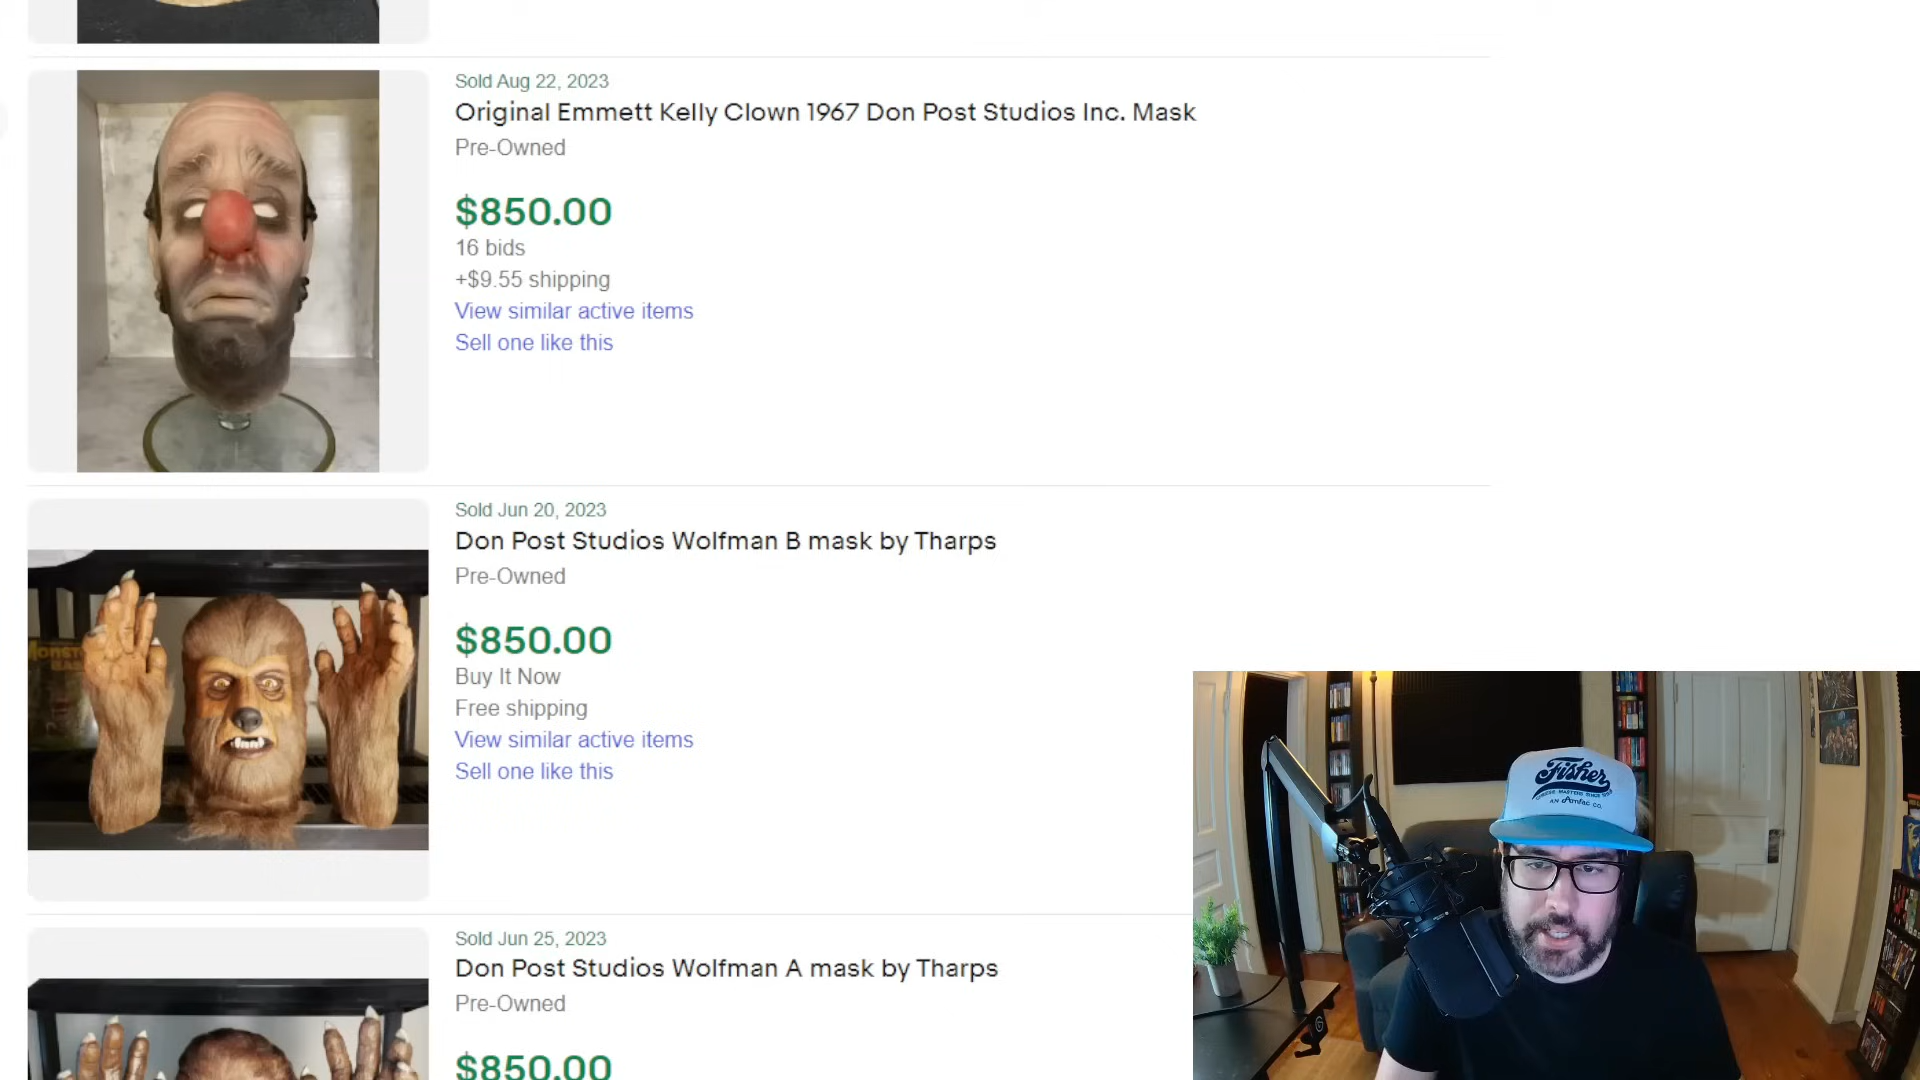 Sold Aug 22, 2023
Original Emmett Kelly Clown 1967 Don Post Studios Inc. Mask
Pre-Owned
$850.00
16 bids
+$9.55 shipping
View similar active items
Sell one like this
Sold Jun 20, 2023
Don Post Studios Wolfman B mask by Tharps
Pre-Owned
$850.00
Buy It Now
Free shipping
View similar active items
Sell one like this
Sold Jun 25, 2023
Don Post Studios Wolfman A mask by Tharps
Pre-Owned
$850.00
Fisher
AN Amfac CO.